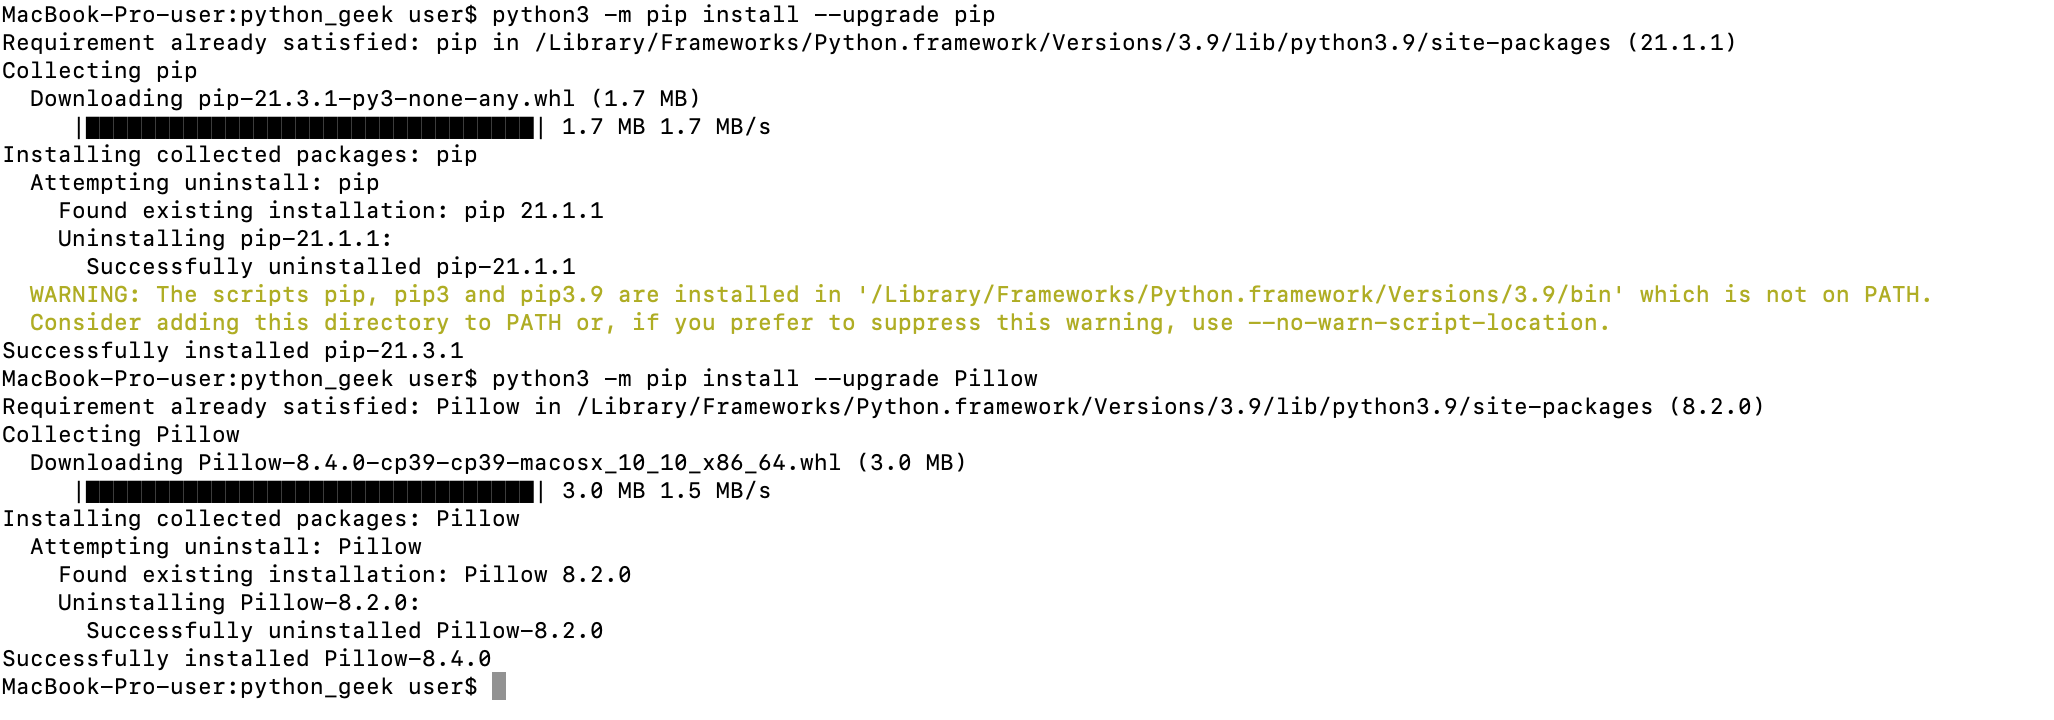 MacBook-Pro-user:python_geek user$ python3 -m pip install --upgrade pip
Requirement already satisfied: pip in /Library/Frameworks/Python.framework/Versions/3.9/lib/python3.9/site-packages (21.1.1)
Collecting pip
  Downloading pip-21.3.1-py3-none-any.whl (1.7 MB)
     |████████████████████████████████| 1.7 MB 1.7 MB/s
Installing collected packages: pip
  Attempting uninstall: pip
    Found existing installation: pip 21.1.1
    Uninstalling pip-21.1.1:
      Successfully uninstalled pip-21.1.1
  WARNING: The scripts pip, pip3 and pip3.9 are installed in '/Library/Frameworks/Python.framework/Versions/3.9/bin' which is not on PATH.
  Consider adding this directory to PATH or, if you prefer to suppress this warning, use --no-warn-script-location.
Successfully installed pip-21.3.1
MacBook-Pro-user:python_geek user$ python3 -m pip install --upgrade Pillow
Requirement already satisfied: Pillow in /Library/Frameworks/Python.framework/Versions/3.9/lib/python3.9/site-packages (8.2.0)
Collecting Pillow
  Downloading Pillow-8.4.0-cp39-cp39-macosx_10_10_x86_64.whl (3.0 MB)
     |████████████████████████████████| 3.0 MB 1.5 MB/s
Installing collected packages: Pillow
  Attempting uninstall: Pillow
    Found existing installation: Pillow 8.2.0
    Uninstalling Pillow-8.2.0:
      Successfully uninstalled Pillow-8.2.0
Successfully installed Pillow-8.4.0
MacBook-Pro-user:python_geek user$